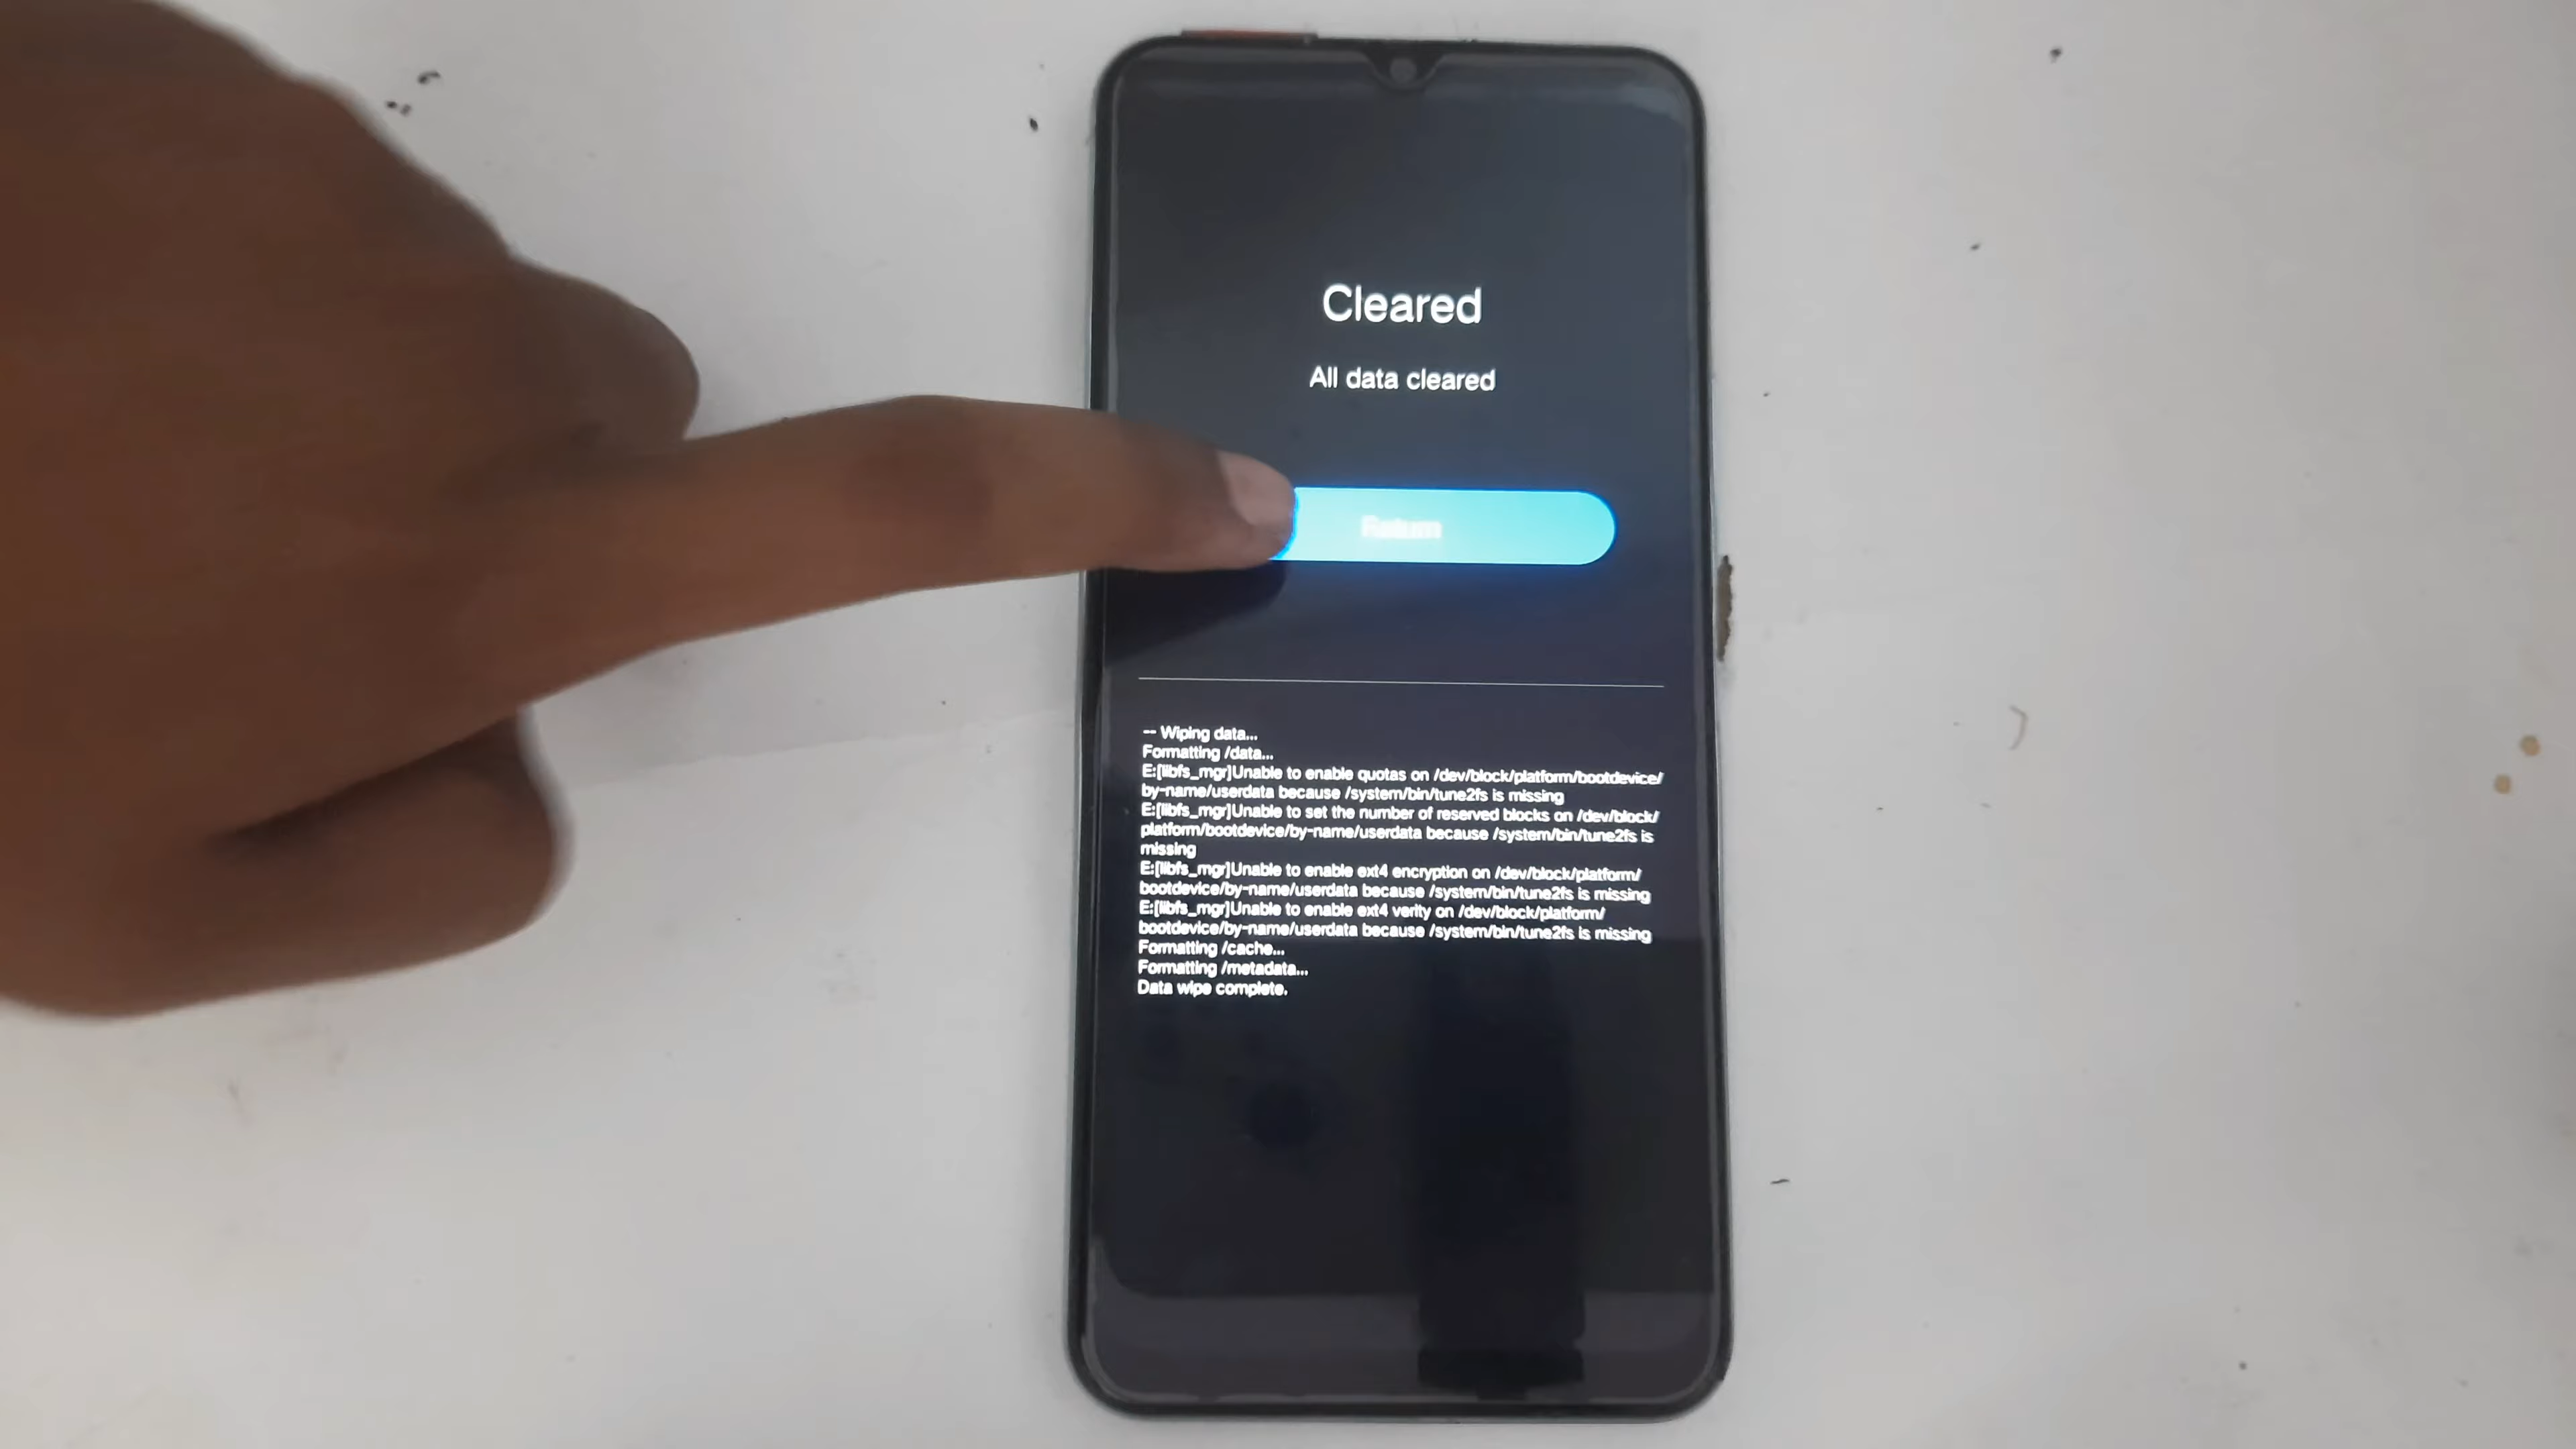 Cleared
All data cleared
Return
-- Wiping data...
Formatting /data...
E:[libfs_mgr]Unable to enable quotas on /dev/block/platform/bootdevice/
by-name/userdata because /system/bin/tune2fs is missing
E:[libfs_mgr]Unable to set the number of reserved blocks on /dev/block/
platform/bootdevice/by-name/userdata because /system/bin/tune2fs is
missing
E:[libfs_mgr]Unable to enable ext4 encryption on /dev/block/platform/
bootdevice/by-name/userdata because /system/bin/tune2fs is missing
E:[libfs_mgr]Unable to enable ext4 verity on /dev/block/platform/
bootdevice/by-name/userdata because /system/bin/tune2fs is missing
Formatting /cache...
Formatting /metadata...
Data wipe complete.